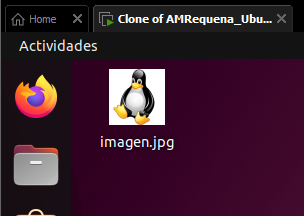 Home
Clone of AMRequena_Ubu...
Actividades
imagen.jpg